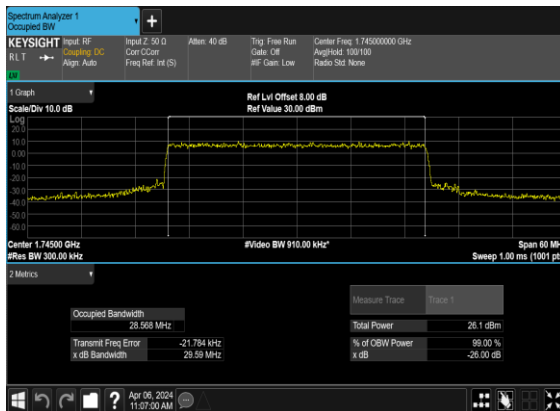 Spectrum Analyzer 1
Occupied BW
KEYSIGHT
Input: RF
Coupling: DC
Align: Auto
Input Z: 50 Ω
Corr CCorr
Freq Ref: Int (S)
Atten: 40 dB
Trig: Free Run
Gate: Off
#IF Gain: Low
Center Freq: 1.745000000 GHz
Avg|Hold: 100/100
Radio Std: None
RLT
LXI
1 Graph
Scale/Div 10.0 dB
Ref Lvl Offset 8.00 dB
Ref Value 30.00 dBm
Log
20.0
10.0
0.00
-10.0
-20.0
-30.0
-40.0
-50.0
-60.0
Center 1.74500 GHz
#Res BW 300.00 kHz
#Video BW 910.00 kHz*
Span 60 MH
Sweep 1.00 ms (1001 pt
2 Metrics
Measure Trace
Trace 1
Occupied Bandwidth
28.568 MHz
Total Power
26.1 dBm
Transmit Freq Error
-21.784 kHz
% of OBW Power
99.00 %
x dB Bandwidth
29.59 MHz
x dB
-26.00 dB
?
Apr 06, 2024
11:07:00 AM